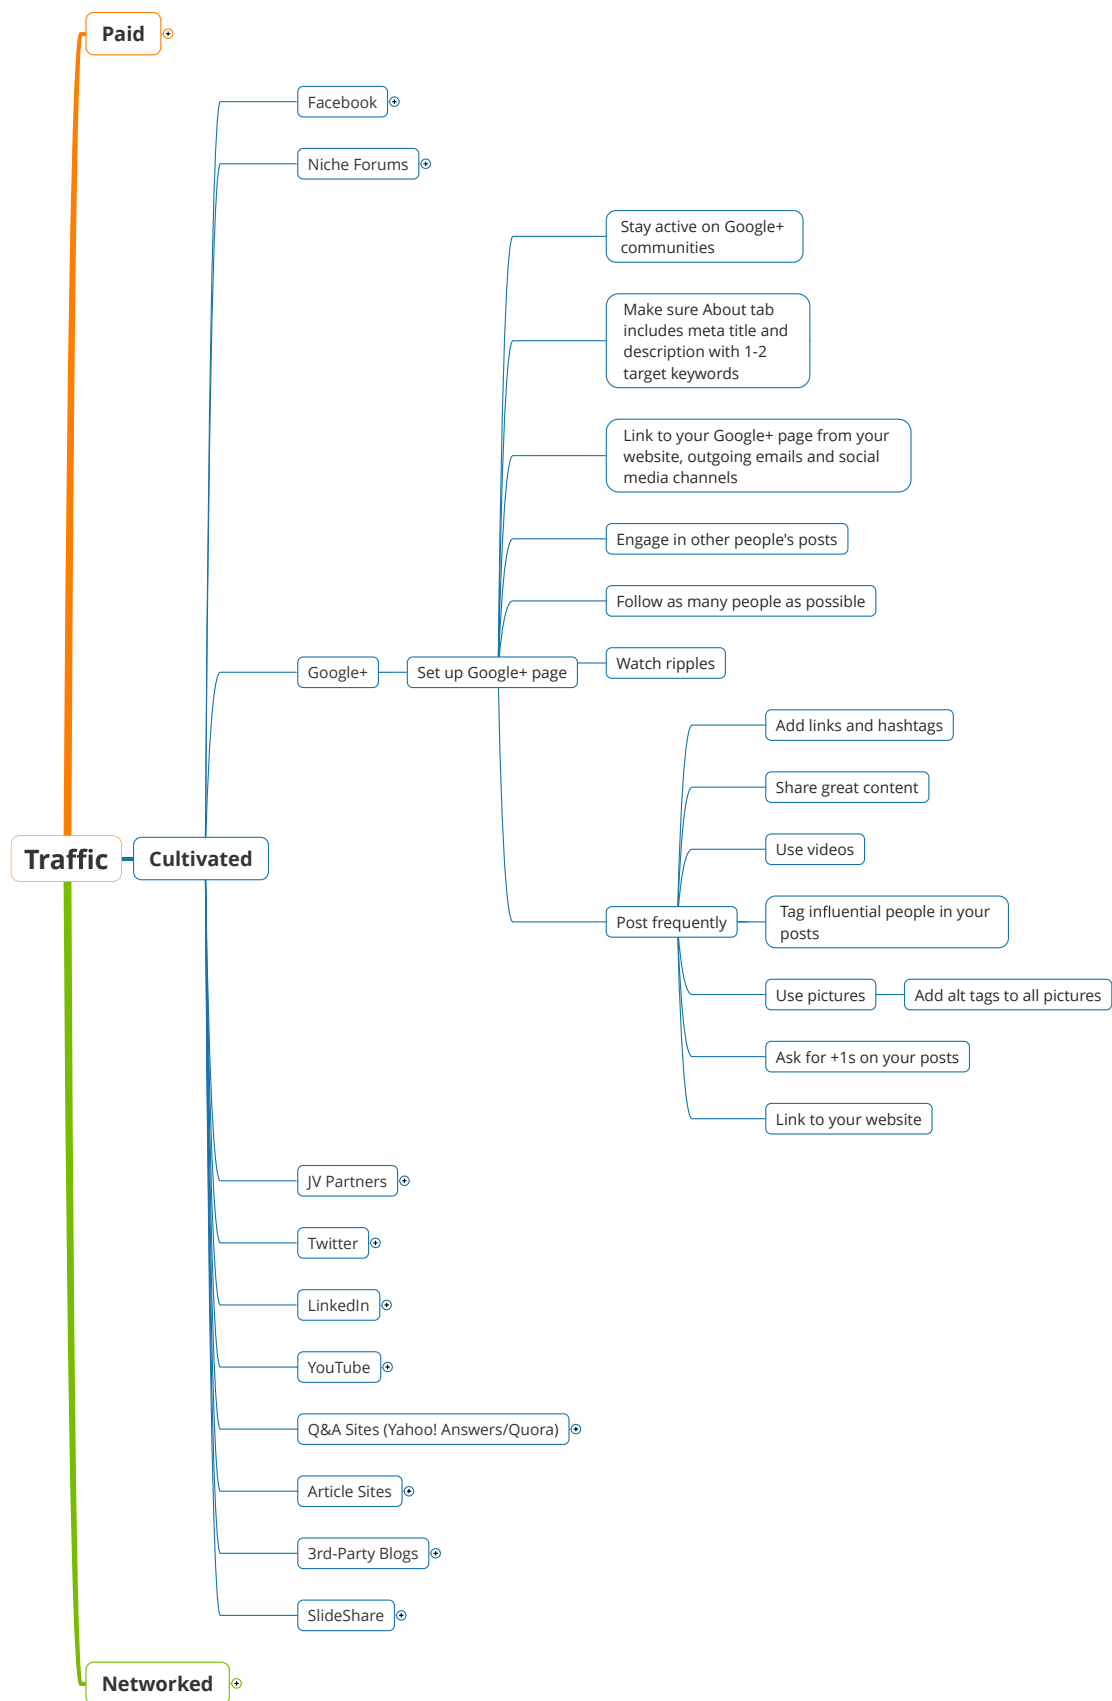 Paid
Facebook
Niche Forums
Stay active on Google+
communities
Make sure About tab
includes meta title and
description with 1-2
target keywords
Link to your Google+ page from your
website, outgoing emails and social
media channels
Engage in other people's posts
Follow as many people as possible
Google+
Set up Google+ page
Watch ripples
Add links and hashtags
Share great content
Use videos
Traffic
Cultivated
Post frequently
Tag influential people in your
posts
Use pictures
Add alt tags to all pictures
Ask for +1s on your posts
Link to your website
JV Partners
Twitter
LinkedIn
YouTube
Q&A Sites (Yahoo! Answers/Quora)
Article Sites
3rd-Party Blogs
SlideShare
Networked